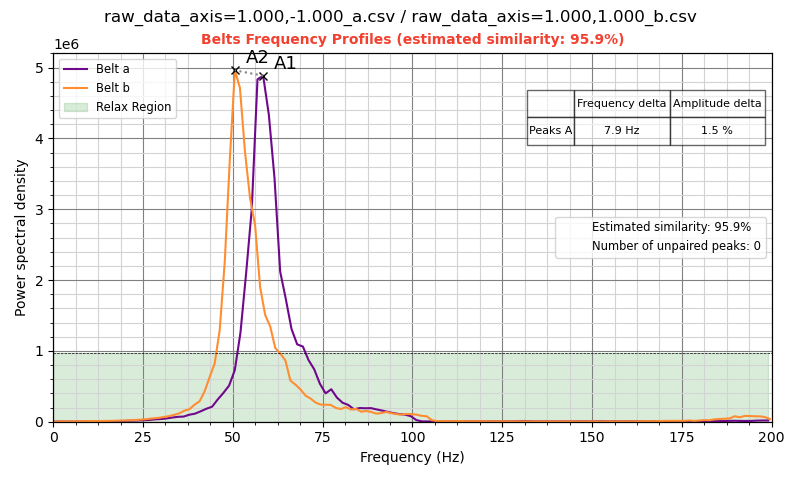 raw_data_axis=1.000,-1.000_a.csv / raw_data_axis=1.000,1.000_b.csv
Belts Frequency Profiles (estimated similarity: 95.9%)
1e6
A2
A1
Belt a
Belt b
Relax Region
Frequency delta Amplitude delta
Peaks A 7.9 Hz 1.5 %
Estimated similarity: 95.9%
Number of unpaired peaks: 0
Power spectral density
5
4
3
2
1
0
0 25 50 75 100 125 150 175 200
Frequency (Hz)